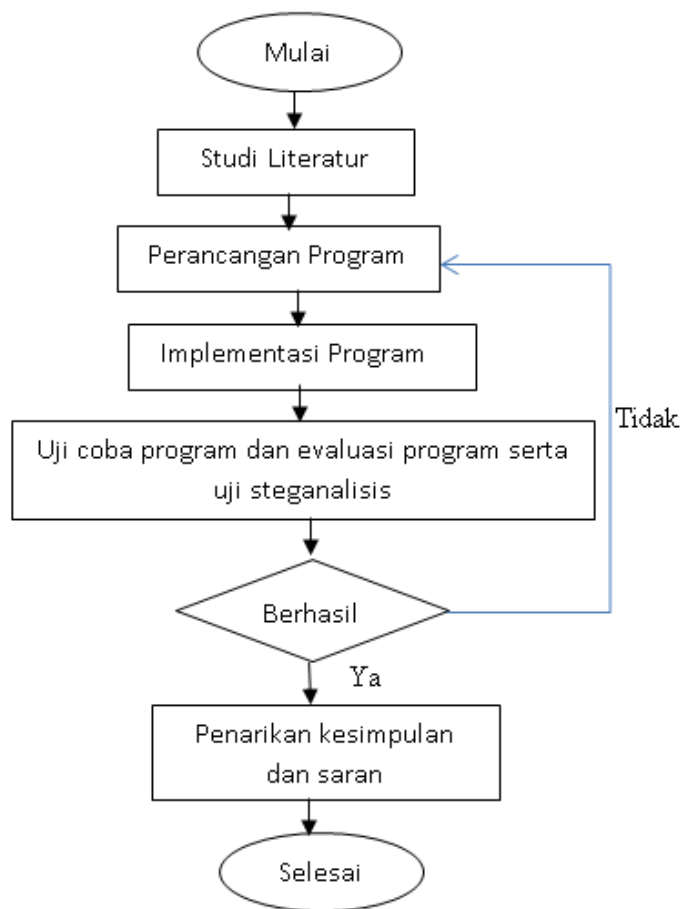 Mulai
Studi Literatur
Perancangan Program
Implementasi Program
Tidak
Uji coba program dan evaluasi program serta
uji steganalisis
Berhasil
Ya
Penarikan kesimpulan
dan saran
Selesai